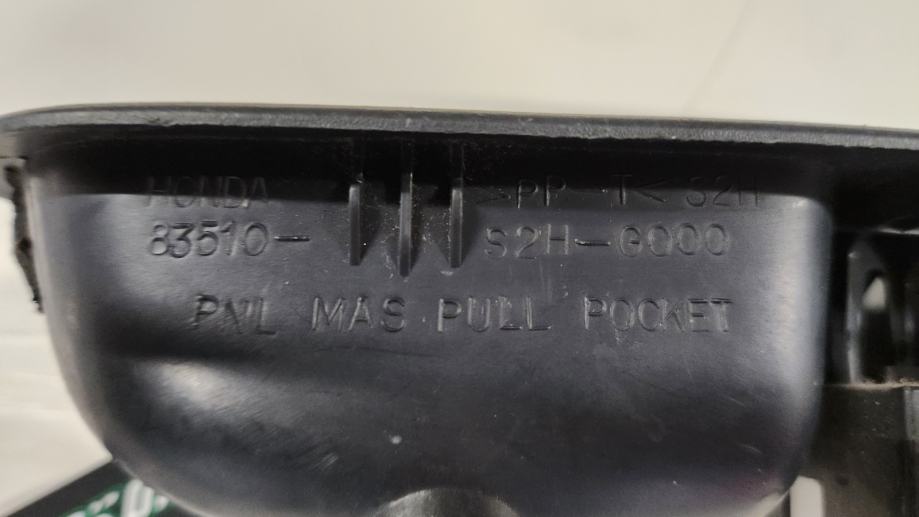 HONDA >PP-T< S2H
83510- S2H-G000
PNL MAS PULL POCKET